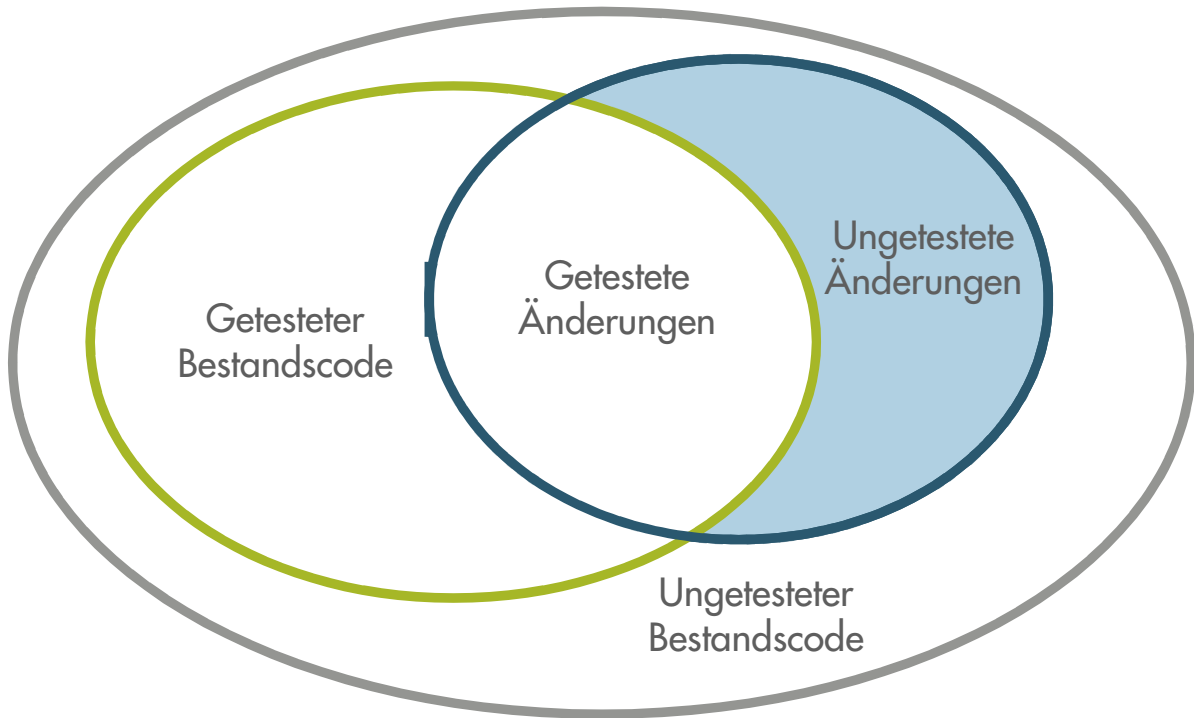 Getesteter
Bestandscode
Getestete
Änderungen
Ungetestete
Änderungen
Ungetesteter
Bestandscode